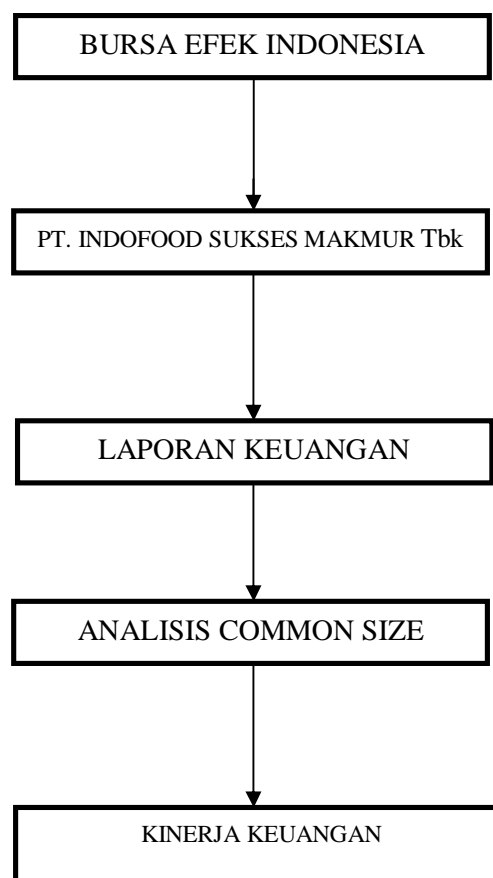 BURSA EFEK INDONESIA
PT. INDOFOOD SUKSES MAKMUR Tbk
LAPORAN KEUANGAN
ANALISIS COMMON SIZE
KINERJA KEUANGAN